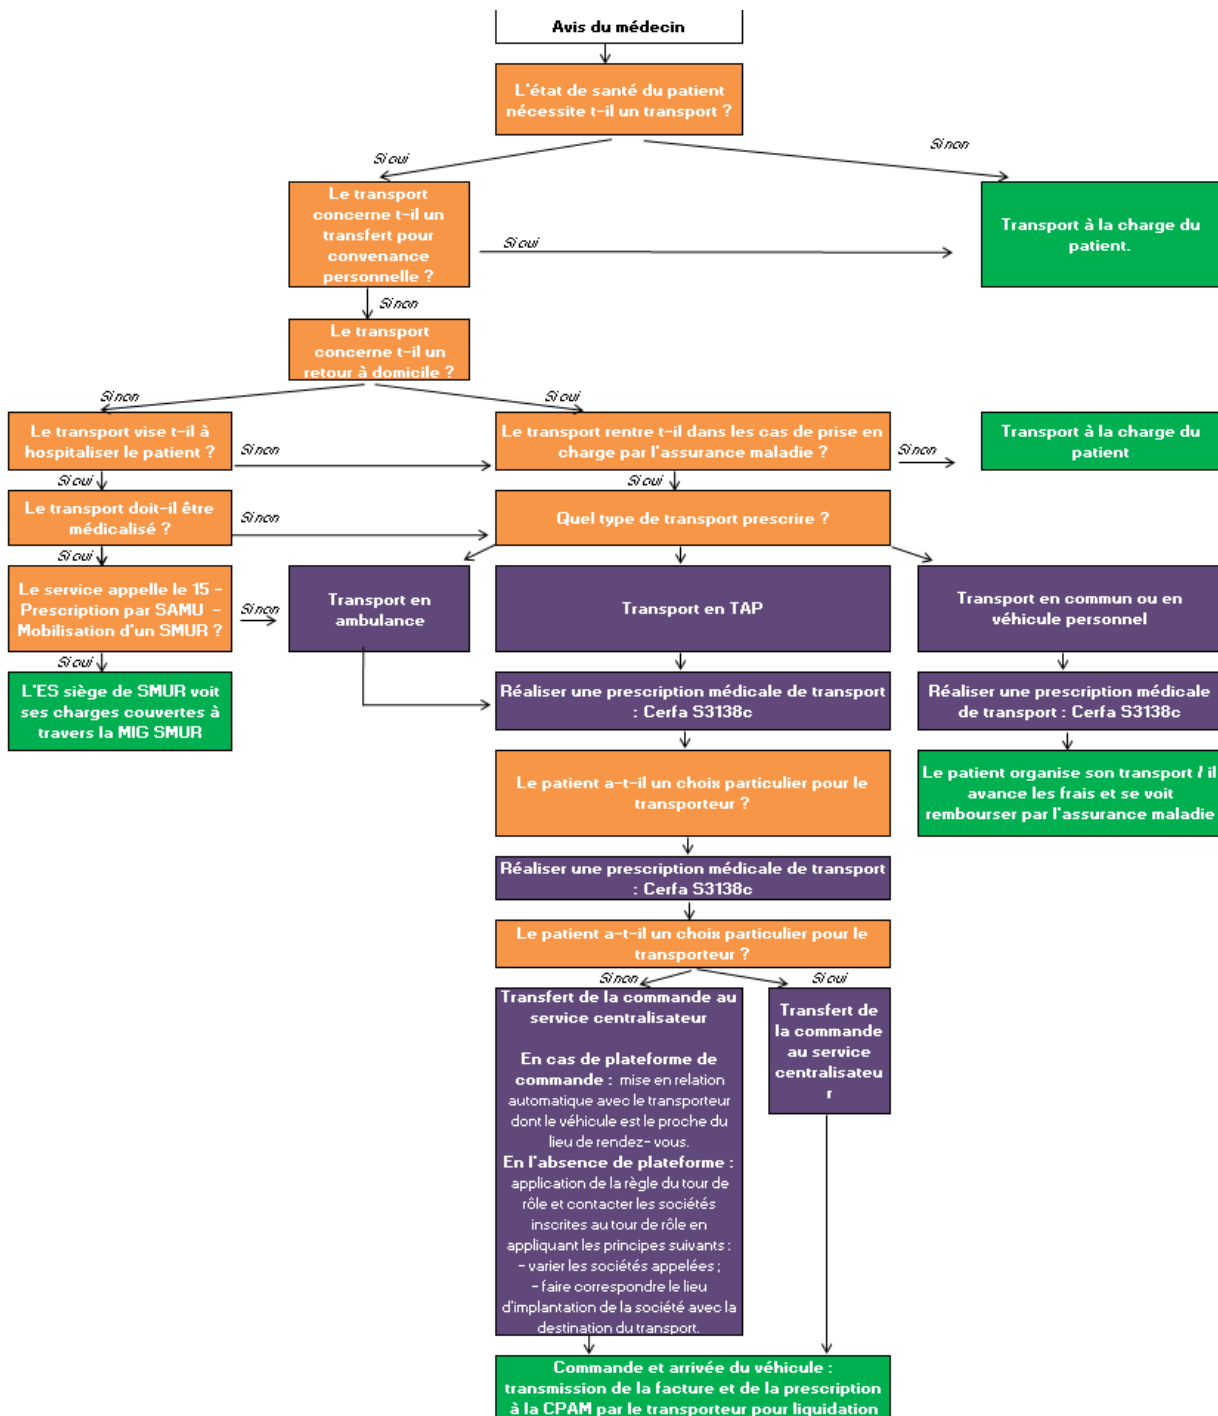 Avis du médecin
L'état de santé du patient
nécessite t-il un transport ?
Si oui
Si non
Le transport
concerne t-il un
transfert pour
convenance
personnelle ?
Si oui
Transport à la charge du
patient.
Si non
Le transport
concerne t-il un
retour à domicile ?
Si non
Si oui
Le transport vise t-il à
hospitaliser le patient ?
Si non
Le transport rentre t-il dans les cas de prise en
charge par l'assurance maladie ?
Si non
Transport à la charge du
patient
Si oui
Si oui
Le transport doit-il être
médicalisé ?
Si non
Quel type de transport prescrire ?
Si oui
Le service appelle le 15 -
Prescription par SAMU -
Mobilisation d'un SMUR ?
Si non
Transport en
ambulance
Transport en TAP
Transport en commun ou en
véhicule personnel
Si oui
L'ES siège de SMUR voit
ses charges couvertes à
travers la MIG SMUR
Réaliser une prescription médicale de transport
: Cerfa S3138c
Réaliser une prescription médicale
de transport : Cerfa S3138c
Le patient a-t-il un choix particulier pour le
transporteur ?
Le patient organise son transport / il
avance les frais et se voit
rembourser par l'assurance maladie
Réaliser une prescription médicale de transport
: Cerfa S3138c
Le patient a-t-il un choix particulier pour le
transporteur ?
Si non
Si oui
Transfert de la commande au
service centralisateur
En cas de plateforme de
commande : mise en relation
automatique avec le transporteur
dont le véhicule est le proche du
lieu de rendez-vous.
En l'absence de plateforme :
application de la règle du tour de
rôle et contacter les sociétés
inscrites au tour de rôle en
appliquant les principes suivants :
- varier les sociétés appelées ;
- faire correspondre le lieu
d'implantation de la société avec la
destination du transport.
Transfert de
la commande
au service
centralisateu
r
Commande et arrivée du véhicule :
transmission de la facture et de la prescription
à la CPAM par le transporteur pour liquidation